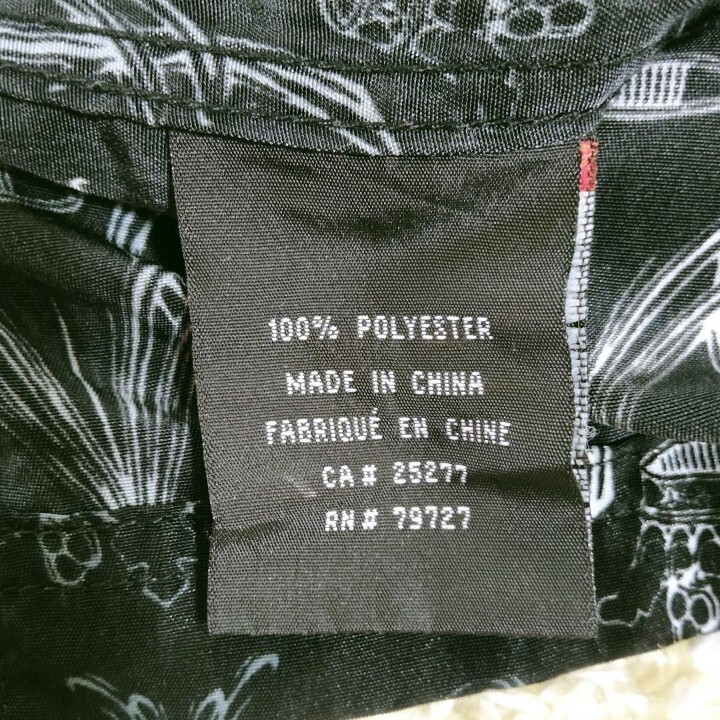 100% POLYESTER
MADE IN CHINA
FABRIQUÉ EN CHINE
CA# 25277
RN# 79727